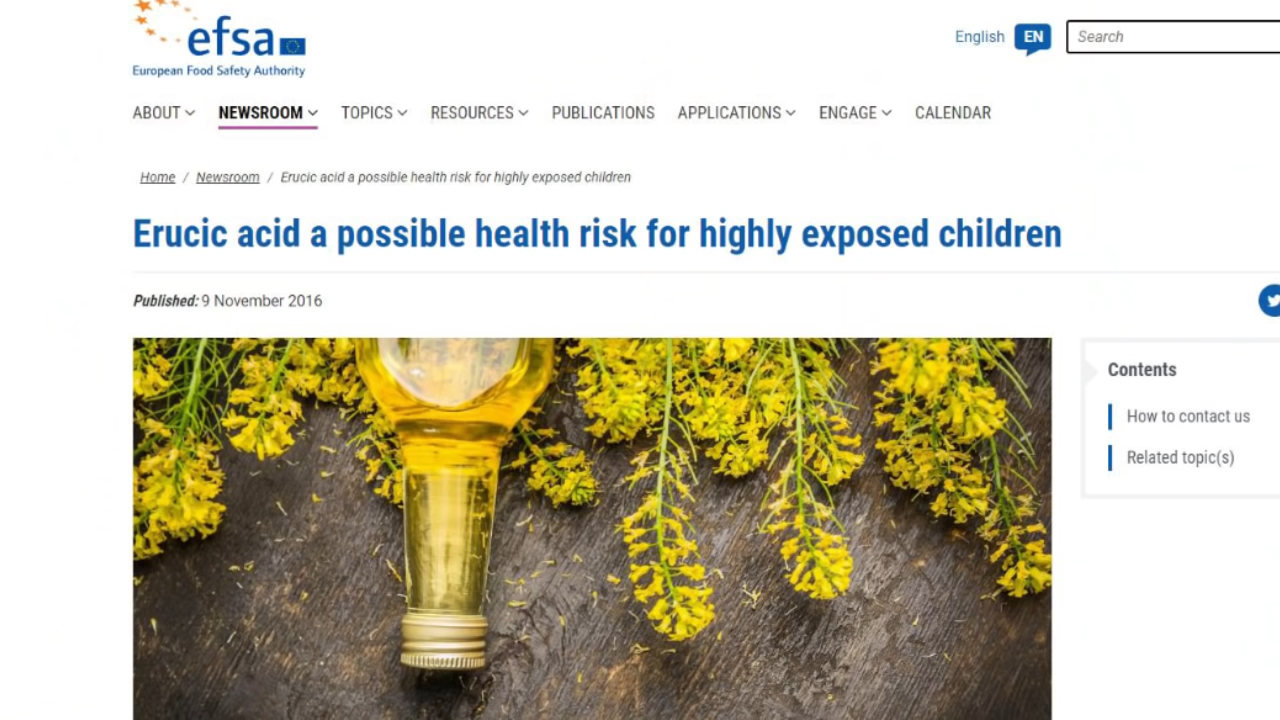 efsa
European Food Safety Authority
English EN Search
ABOUT NEWSROOM TOPICS RESOURCES PUBLICATIONS APPLICATIONS ENGAGE CALENDAR
Home / Newsroom / Erucic acid a possible health risk for highly exposed children
Erucic acid a possible health risk for highly exposed children
Published: 9 November 2016
Contents
How to contact us
Related topic(s)